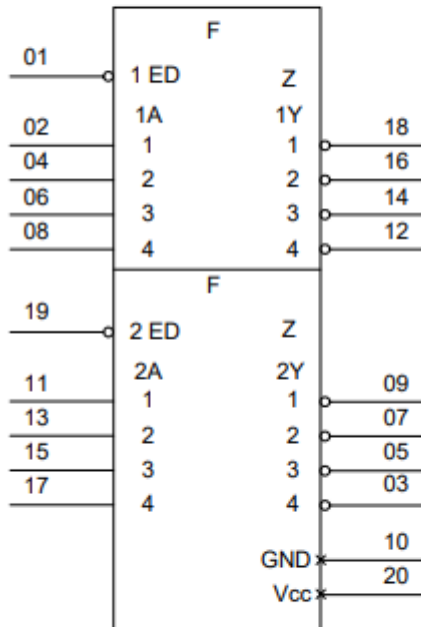 F
01
1 ED Z
1A 1Y
02 1 1 18
04 2 2 16
06 3 3 14
08 4 4 12
F
19
2 ED Z
2A 2Y
11 1 1 09
13 2 2 07
15 3 3 05
17 4 4 03
GND 10
Vcc 20